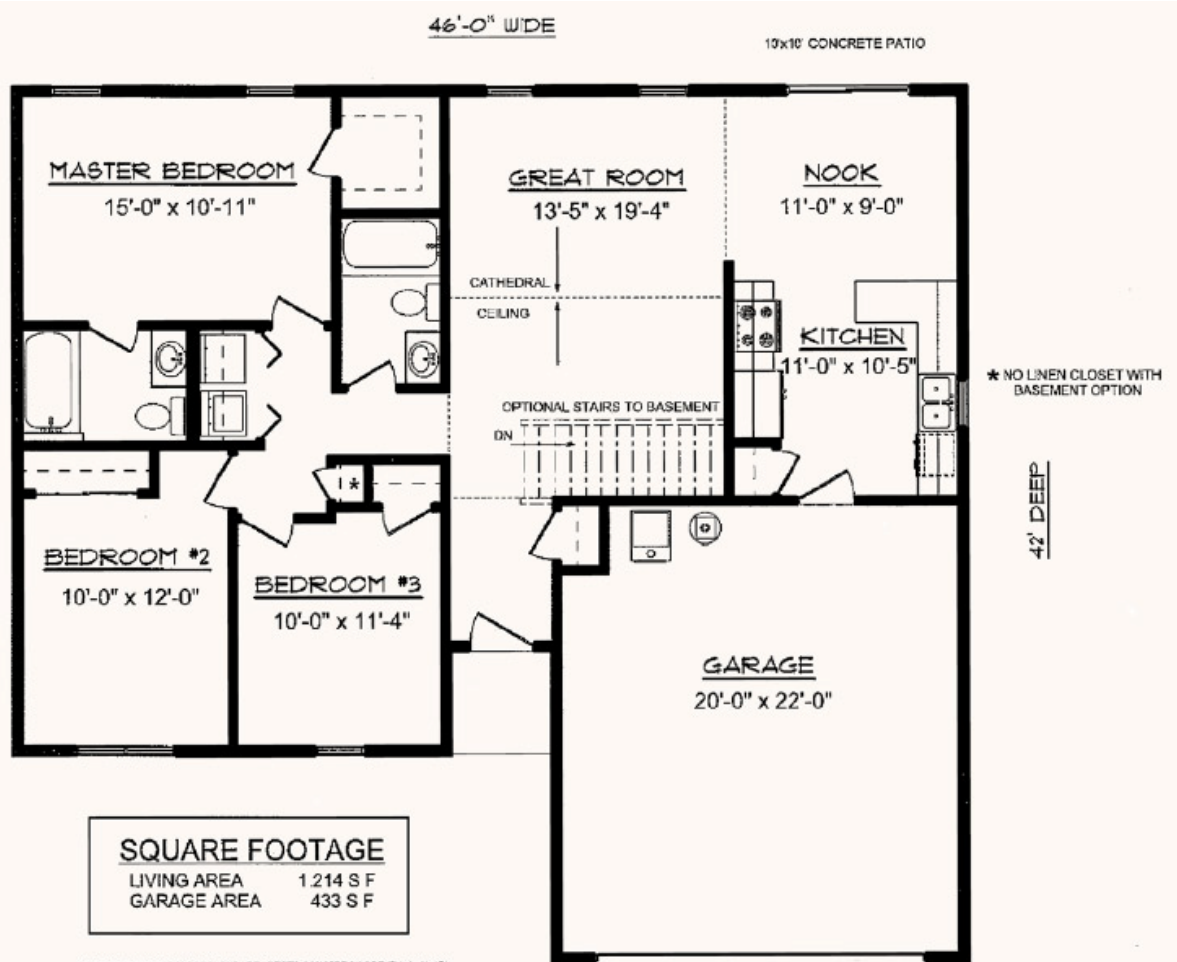 46'-0" WIDE
10'x10' CONCRETE PATIO
MASTER BEDROOM
15'-0" x 10'-11"
GREAT ROOM
13'-5" x 19'-4"
NOOK
11'-0" x 9'-0"
CATHEDRAL
CEILING
KITCHEN
11'-0" x 10'-5"
* NO LINEN CLOSET WITH
BASEMENT OPTION
OPTIONAL STAIRS TO BASEMENT
DN
*
42' DEEP
BEDROOM #2
10'-0" x 12'-0"
BEDROOM #3
10'-0" x 11'-4"
GARAGE
20'-0" x 22'-0"
SQUARE FOOTAGE
LIVING AREA 1.214 S F
GARAGE AREA 433 S F